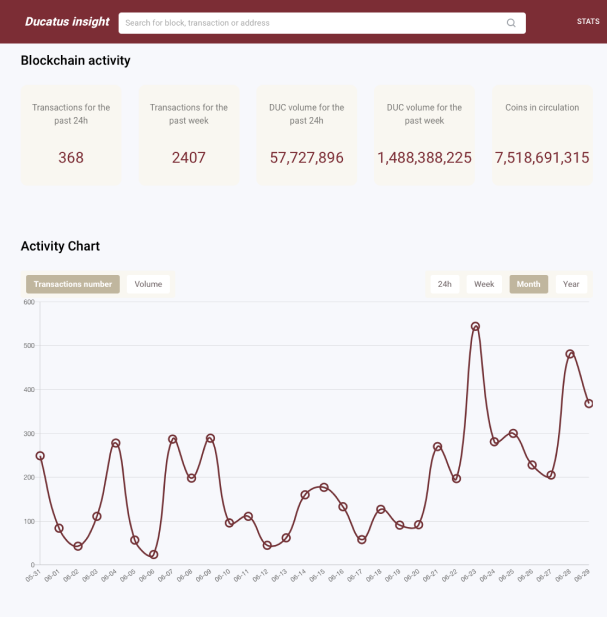 Ducatus insight
Search for block, transaction or address
STATS
Blockchain activity
Transactions for the
past 24h
368
Transactions for the
past week
2407
DUC volume for the
past 24h
57,727,896
DUC volume for the
past week
1,488,388,225
Coins in circulation
7,518,691,315
Activity Chart
Transactions number
Volume
24h
Week
Month
Year
600
500
400
300
200
100
0
05-31
06-01
06-02
06-03
06-04
06-05
06-06
06-07
06-08
06-09
06-10
06-11
06-12
06-13
06-14
06-15
06-16
06-17
06-18
06-19
06-20
06-21
06-22
06-23
06-24
06-25
06-26
06-27
06-28
06-29